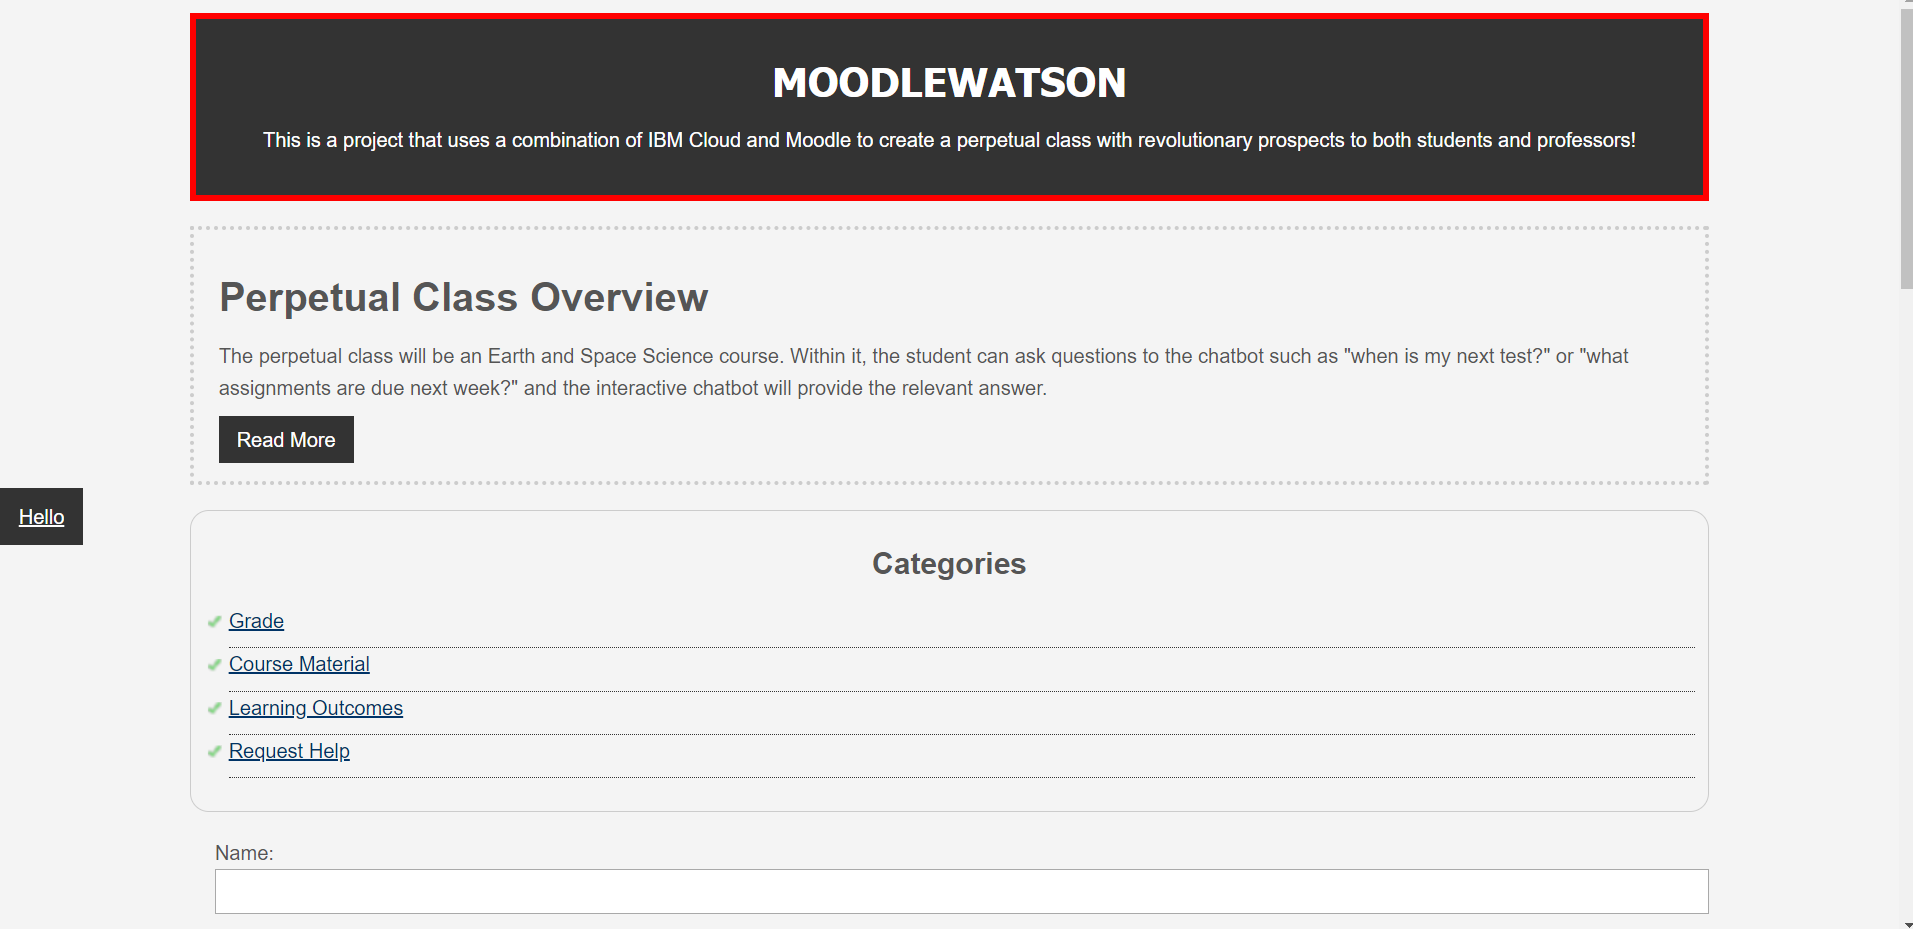 MOODLEWATSON
This is a project that uses a combination of IBM Cloud and Moodle to create a perpetual class with revolutionary prospects to both students and professors!
Perpetual Class Overview
The perpetual class will be an Earth and Space Science course. Within it, the student can ask questions to the chatbot such as "when is my next test?" or "what
assignments are due next week?" and the interactive chatbot will provide the relevant answer.
Read More
Hello
Categories
Grade
Course Material
Learning Outcomes
Request Help
Name: